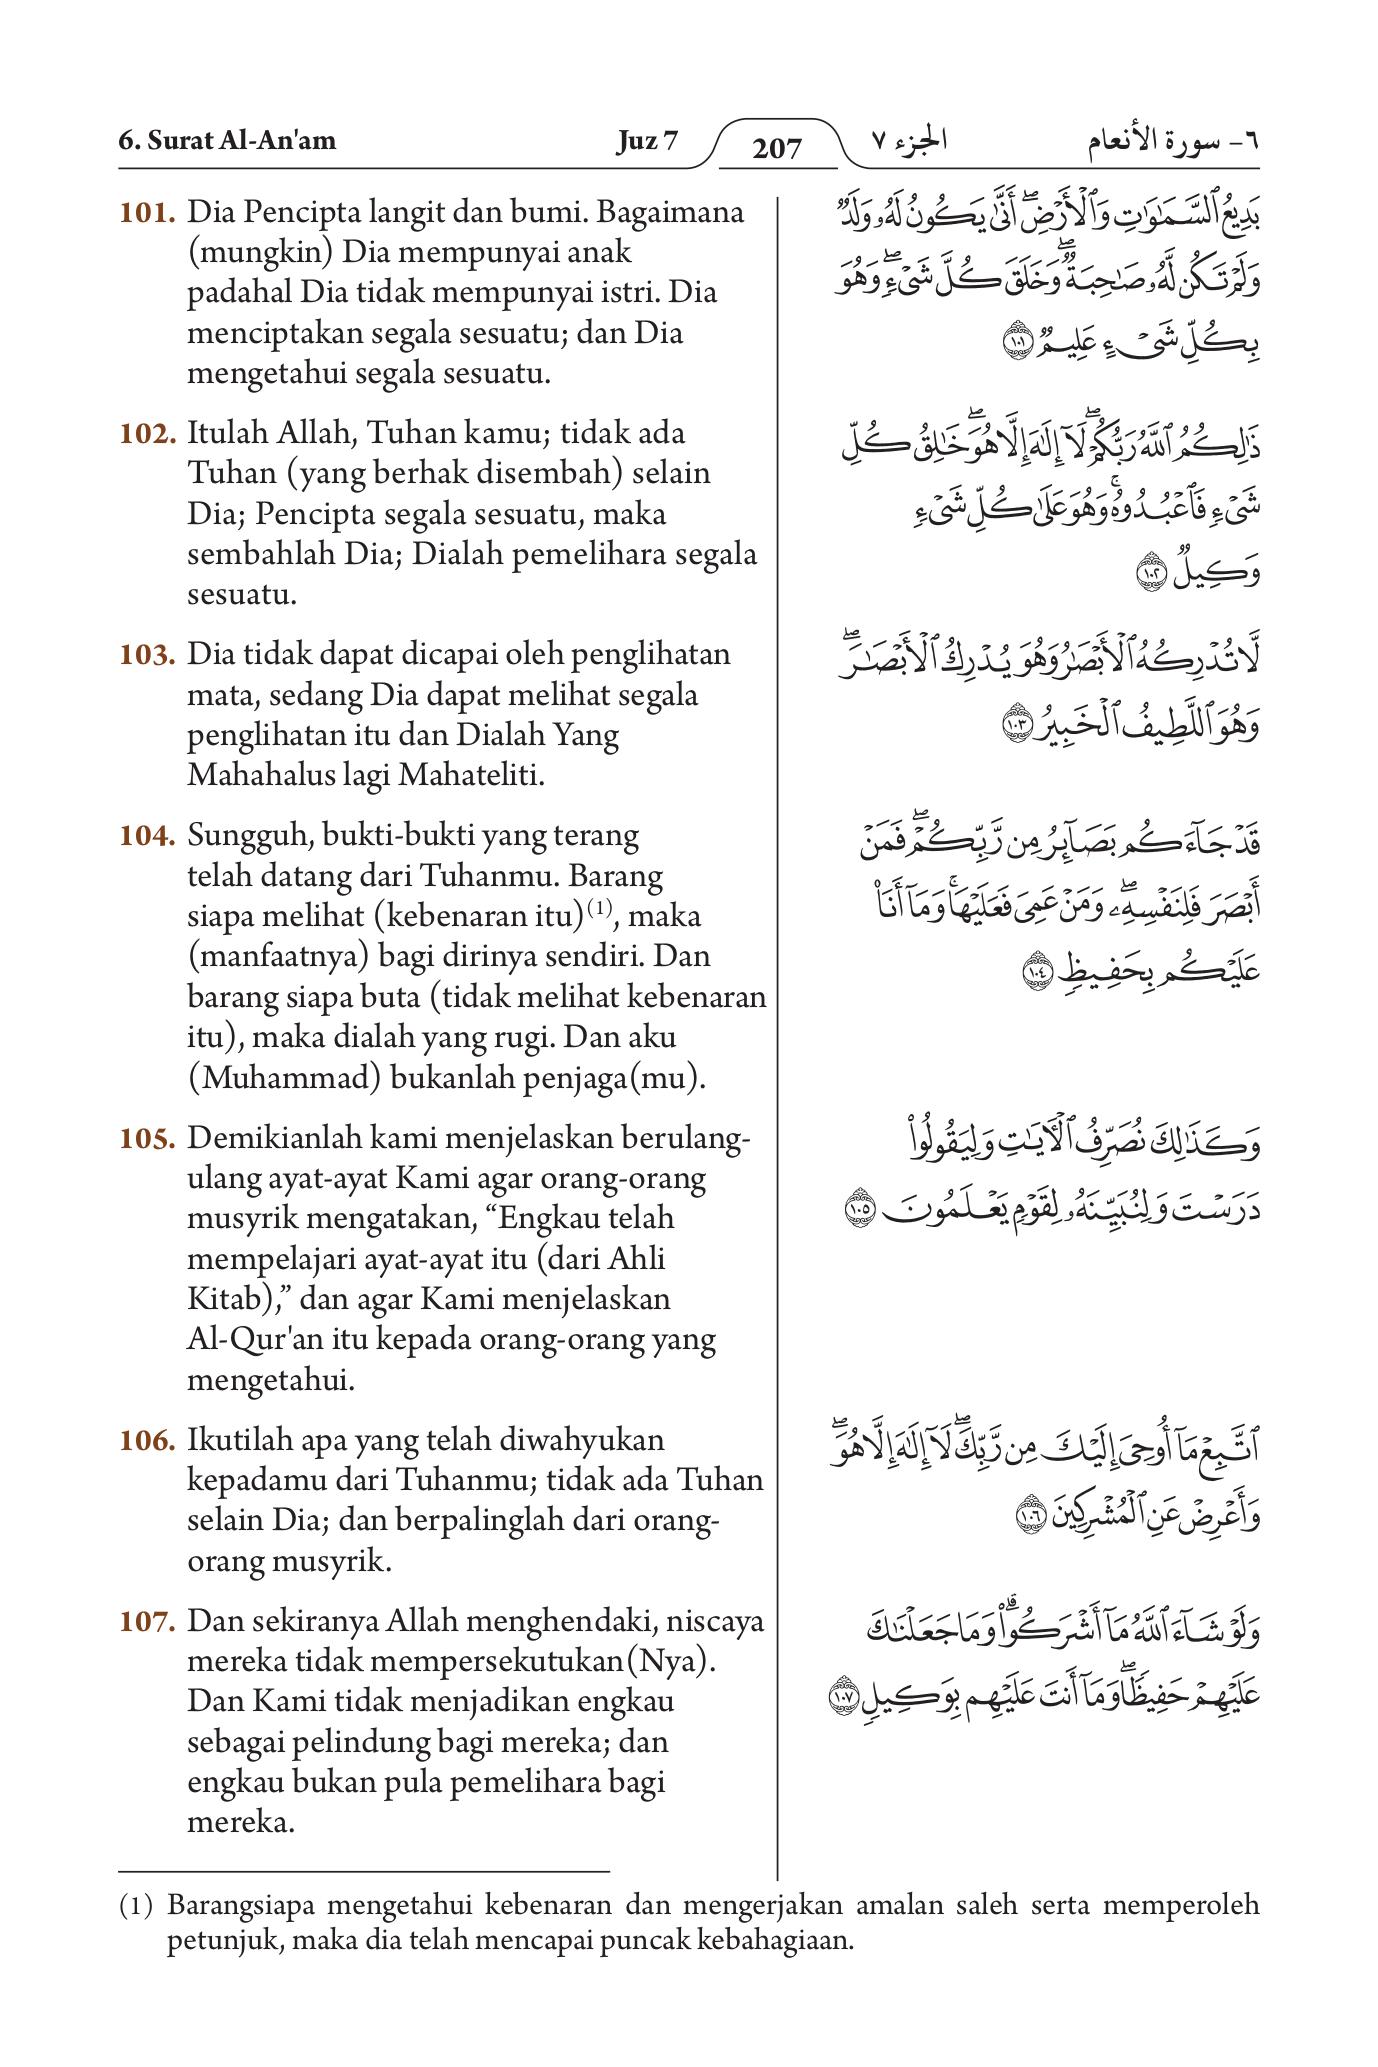 6. Surat Al-An'am Juz 7 207 الجزء ٧ ٦- سورة الأنعام
101. Dia Pencipta langit dan bumi. Bagaimana
(mungkin) Dia mempunyai anak
padahal Dia tidak mempunyai istri. Dia
menciptakan segala sesuatu; dan Dia
mengetahui segala sesuatu.
102. Itulah Allah, Tuhan kamu; tidak ada
Tuhan (yang berhak disembah) selain
Dia; Pencipta segala sesuatu, maka
sembahlah Dia; Dialah pemelihara segala
sesuatu.
103. Dia tidak dapat dicapai oleh penglihatan
mata, sedang Dia dapat melihat segala
penglihatan itu dan Dialah Yang
Mahahalus lagi Mahateliti.
104. Sungguh, bukti-bukti yang terang
telah datang dari Tuhanmu. Barang
siapa melihat (kebenaran itu)(1), maka
(manfaatnya) bagi dirinya sendiri. Dan
barang siapa buta (tidak melihat kebenaran
itu), maka dialah yang rugi. Dan aku
(Muhammad) bukanlah penjaga(mu).
105. Demikianlah kami menjelaskan berulang-
ulang ayat-ayat Kami agar orang-orang
musyrik mengatakan, “Engkau telah
mempelajari ayat-ayat itu (dari Ahli
Kitab),” dan agar Kami menjelaskan
Al-Qur'an itu kepada orang-orang yang
mengetahui.
106. Ikutilah apa yang telah diwahyukan
kepadamu dari Tuhanmu; tidak ada Tuhan
selain Dia; dan berpalinglah dari orang-
orang musyrik.
107. Dan sekiranya Allah menghendaki, niscaya
mereka tidak mempersekutukan(Nya).
Dan Kami tidak menjadikan engkau
sebagai pelindung bagi mereka; dan
engkau bukan pula pemelihara bagi
mereka.
بَدِيعُ ٱلسَّمَٰوَٰتِ وَٱلْأَرْضِۖ أَنَّىٰ يَكُونُ لَهُۥ وَلَدٌ
وَلَمْ تَكُن لَّهُۥ صَٰحِبَةٌۖ وَخَلَقَ كُلَّ شَىْءٍۖ وَهُوَ
بِكُلِّ شَىْءٍ عَلِيمٌ ١٠١
ذَٰلِكُمُ ٱللَّهُ رَبُّكُمْۖ لَآ إِلَٰهَ إِلَّا هُوَۖ خَٰلِقُ كُلِّ
شَىْءٍ فَٱعْبُدُوهُۚ وَهُوَ عَلَىٰ كُلِّ شَىْءٍ
وَكِيلٌ ١٠٢
لَّا تُدْرِكُهُ ٱلْأَبْصَٰرُ وَهُوَ يُدْرِكُ ٱلْأَبْصَٰرَۖ
وَهُوَ ٱللَّطِيفُ ٱلْخَبِيرُ ١٠٣
قَدْ جَآءَكُم بَصَآئِرُ مِن رَّبِّكُمْۖ فَمَنْ
أَبْصَرَ فَلِنَفْسِهِۦۖ وَمَنْ عَمِىَ فَعَلَيْهَاۚ وَمَآ أَنَا۠
عَلَيْكُم بِحَفِيظٍ ١٠٤
وَكَذَٰلِكَ نُصَرِّفُ ٱلْءَايَٰتِ وَلِيَقُولُوا۟
دَرَسْتَ وَلِنُبَيِّنَهُۥ لِقَوْمٍ يَعْلَمُونَ ١٠٥
ٱتَّبِعْ مَآ أُوحِىَ إِلَيْكَ مِن رَّبِّكَۖ لَآ إِلَٰهَ إِلَّا هُوَۖ
وَأَعْرِضْ عَنِ ٱلْمُشْرِكِينَ ١٠٦
وَلَوْ شَآءَ ٱللَّهُ مَآ أَشْرَكُوا۟ۗ وَمَا جَعَلْنَٰكَ
عَلَيْهِمْ حَفِيظًاۖ وَمَآ أَنتَ عَلَيْهِم بِوَكِيلٍ ١٠٧
(1) Barangsiapa mengetahui kebenaran dan mengerjakan amalan saleh serta memperoleh
petunjuk, maka dia telah mencapai puncak kebahagiaan.